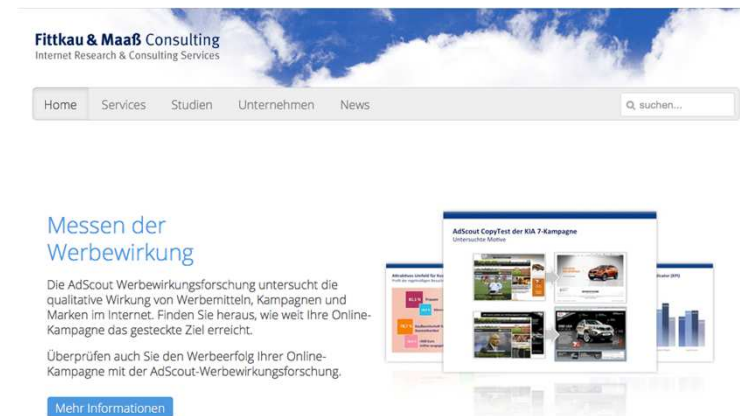 Fittkau & Maaß Consulting
Internet Research & Consulting Services
Home Services Studien Unternehmen News
suchen...
Messen der
Werbewirkung
Die AdScout Werbewirkungsforschung untersucht die
qualitative Wirkung von Werbemitteln, Kampagnen und
Marken im Internet. Finden Sie heraus, wie weit Ihre Online-
Kampagne das gesteckte Ziel erreicht.
Überprüfen auch Sie den Werbeerfolg Ihrer Online-
Kampagne mit der AdScout-Werbewirkungsforschung.
Mehr Informationen
AdScout CopyTest der KIA 7-Kampagne
Untersuchte Motive